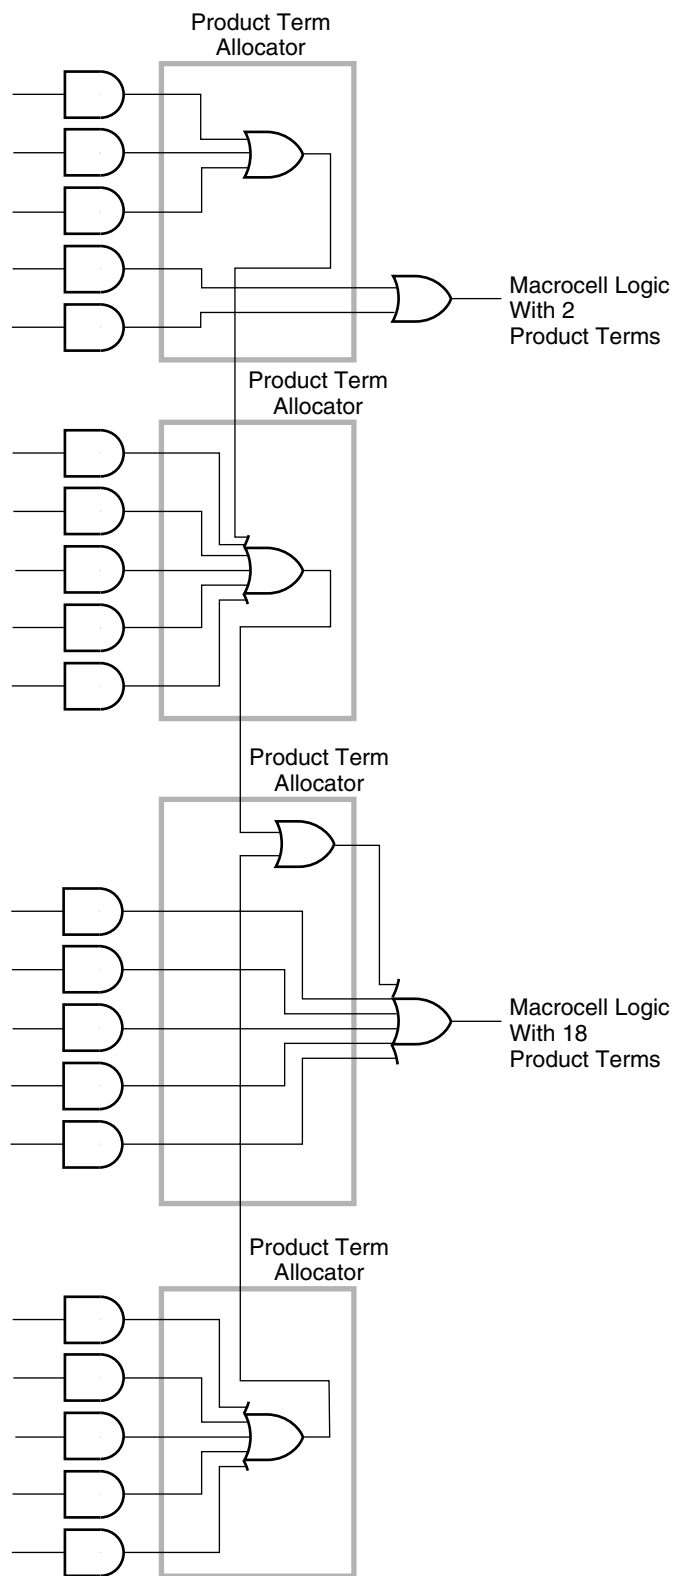 Product Term
Allocator
Macrocell Logic
With 2
Product Terms
Product Term
Allocator
Product Term
Allocator
Macrocell Logic
With 18
Product Terms
Product Term
Allocator